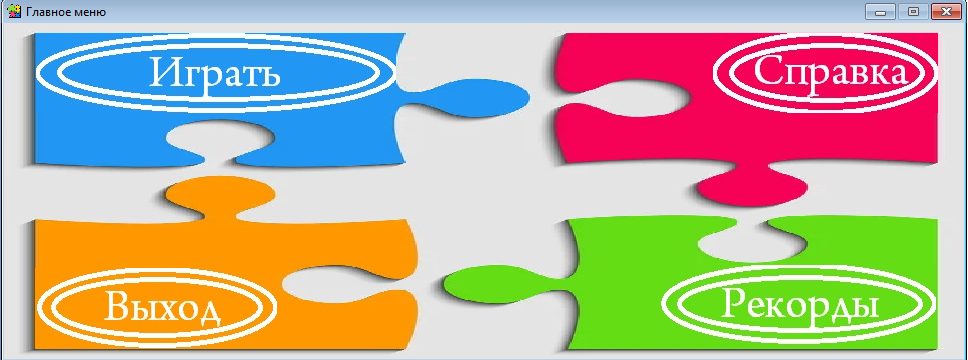 Главное меню
Играть
Справка
Выход
Рекорды